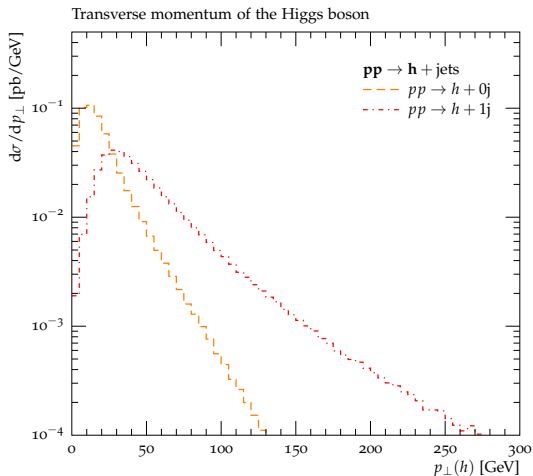 Transverse momentum of the Higgs boson
dσ/dp⊥ [pb/GeV]
pp → h + jets
pp → h + 0j
pp → h + 1j
10⁻¹
10⁻²
10⁻³
10⁻⁴
0 50 100 150 200 250 300
p⊥(h) [GeV]